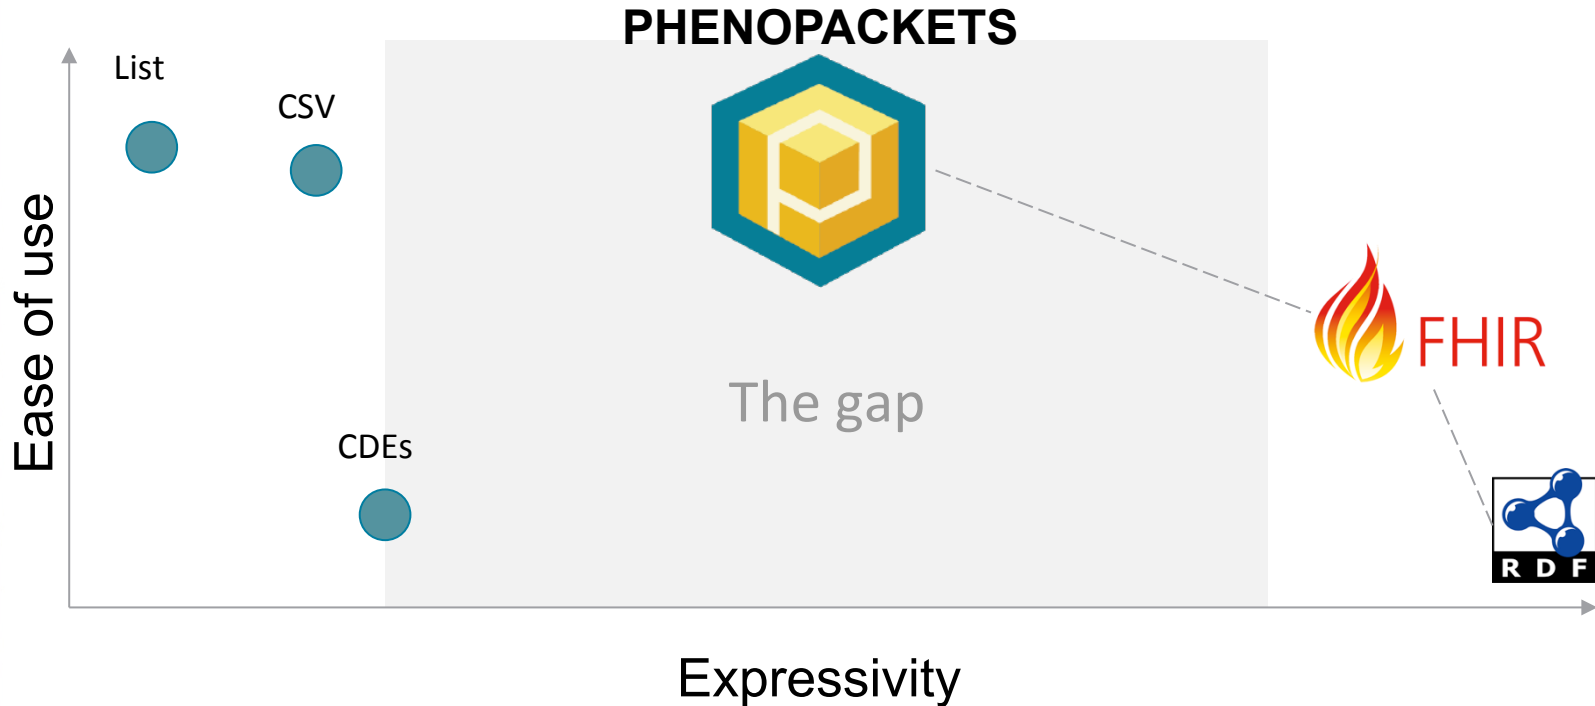 PHENOPACKETS
List
CSV
Ease of use
FHIR
The gap
CDEs
RDF
Expressivity